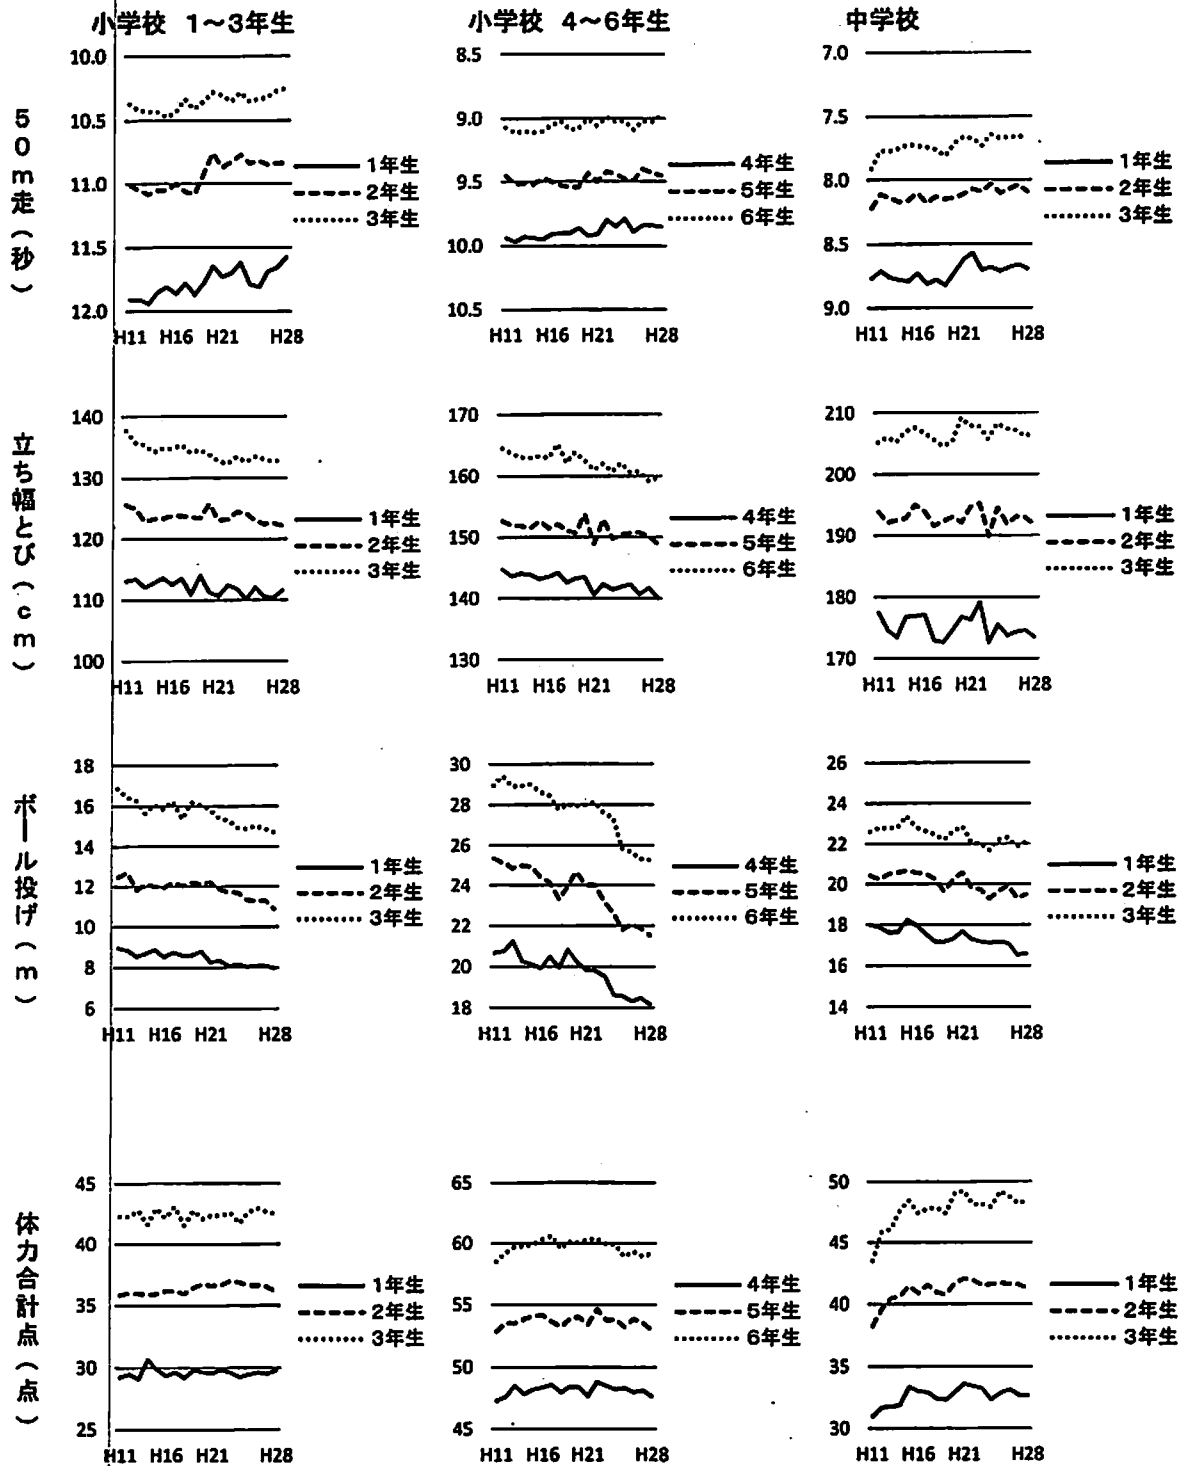 小学校 1～3年生
小学校 4～6年生
中学校
50m走(秒)
10.0
10.5
11.0
11.5
12.0
H11 H16 H21 H28
1年生
2年生
3年生
8.5
9.0
9.5
10.0
10.5
H11 H16 H21 H28
4年生
5年生
6年生
7.0
7.5
8.0
8.5
9.0
H11 H16 H21 H28
1年生
2年生
3年生
立ち幅とび(cm)
140
130
120
110
100
H11 H16 H21 H28
1年生
2年生
3年生
170
160
150
140
130
H11 H16 H21 H28
4年生
5年生
6年生
210
200
190
180
170
H11 H16 H21 H28
1年生
2年生
3年生
ボール投げ(m)
18
16
14
12
10
8
6
H11 H16 H21 H28
1年生
2年生
3年生
30
28
26
24
22
20
18
H11 H16 H21 H28
4年生
5年生
6年生
26
24
22
20
18
16
14
H11 H16 H21 H28
1年生
2年生
3年生
体力合計点(点)
45
40
35
30
25
H11 H16 H21 H28
1年生
2年生
3年生
65
60
55
50
45
H11 H16 H21 H28
4年生
5年生
6年生
50
45
40
35
30
H11 H16 H21 H28
1年生
2年生
3年生